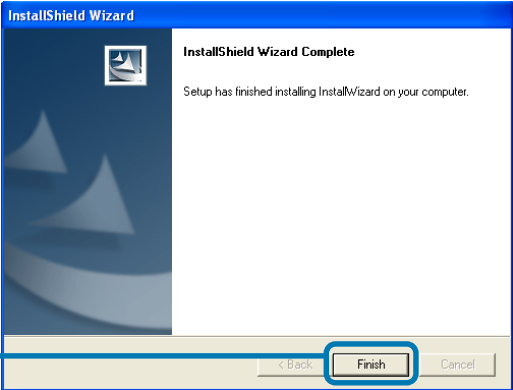 InstallShield Wizard
InstallShield Wizard Complete
Setup has finished installing InstallWizard on your computer.
< Back Finish Cancel